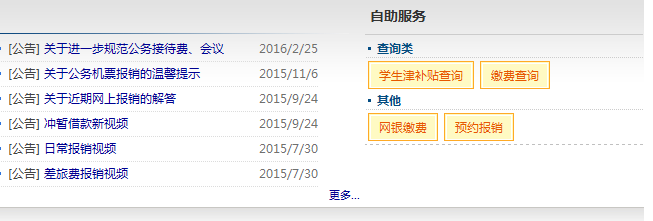 [公告] 关于进一步规范公务接待费、会议 2016/2/25
[公告] 关于公务机票报销的温馨提示 2015/11/6
[公告] 关于近期网上报销的解答 2015/9/24
[公告] 冲暂借款新视频 2015/9/24
[公告] 日常报销视频 2015/7/30
[公告] 差旅费报销视频 2015/7/30
更多...
自助服务
查询类
学生津补贴查询 缴费查询
其他
网银缴费 预约报销